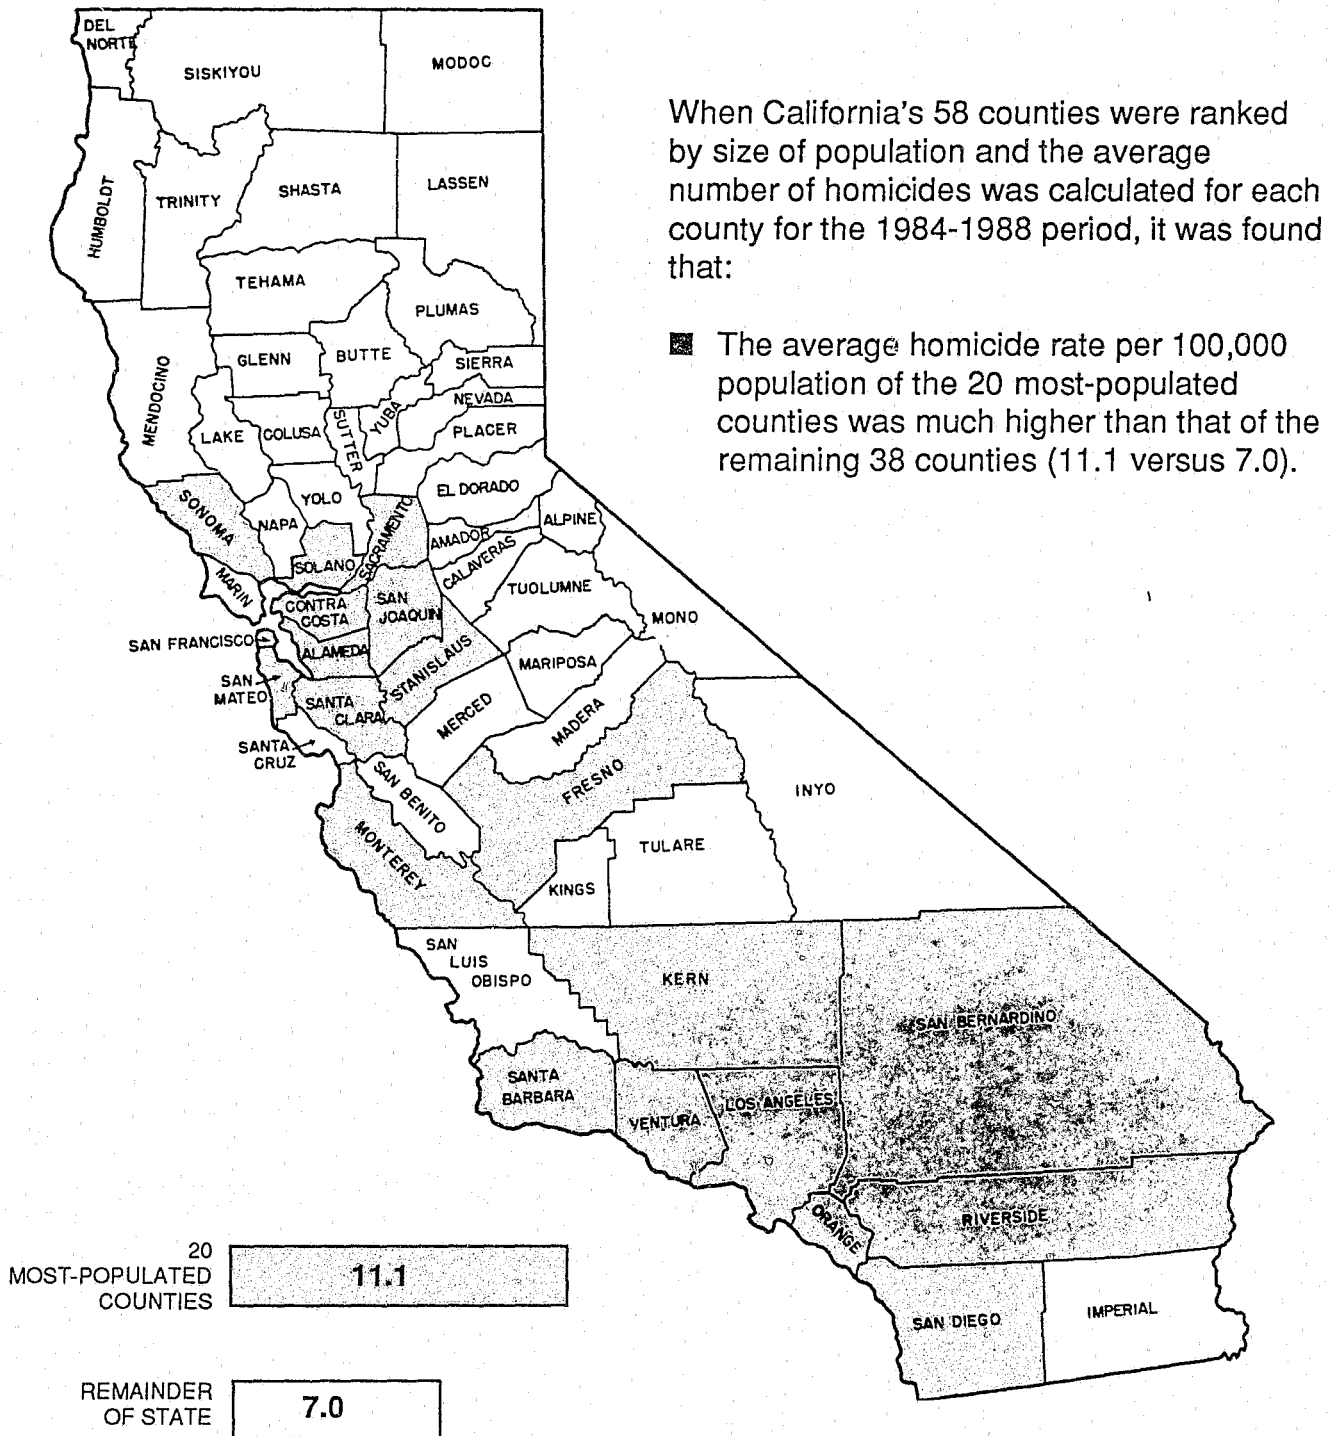 DEL
NORTE
SISKIYOU
MODOC
HUMBOLDT
TRINITY
SHASTA
LASSEN
TEHAMA
PLUMAS
MENDOCINO
GLENN
BUTTE
SIERRA
NEVADA
LAKE
COLUSA
SUTTER
YUBA
PLACER
SONOMA
NAPA
YOLO
EL DORADO
SOLANO
SACRAMENTO
AMADOR
ALPINE
MARIN
CALAVERAS
CONTRA
COSTA
SAN
JOAQUIN
TUOLUMNE
MONO
SAN FRANCISCO
ALAMEDA
STANISLAUS
MARIPOSA
SAN
MATEO
SANTA
CLARA
MERCED
MADERA
SANTA
CRUZ
SAN BENITO
FRESNO
INYO
MONTEREY
TULARE
KINGS
SAN
LUIS
OBISPO
KERN
SAN BERNARDINO
SANTA
BARBARA
VENTURA
LOS ANGELES
ORANGE
RIVERSIDE
SAN DIEGO
IMPERIAL
When California's 58 counties were ranked
by size of population and the average
number of homicides was calculated for each
county for the 1984-1988 period, it was found
that:
■ The average homicide rate per 100,000
population of the 20 most-populated
counties was much higher than that of the
remaining 38 counties (11.1 versus 7.0).
20
MOST-POPULATED
COUNTIES
11.1
REMAINDER
OF STATE
7.0